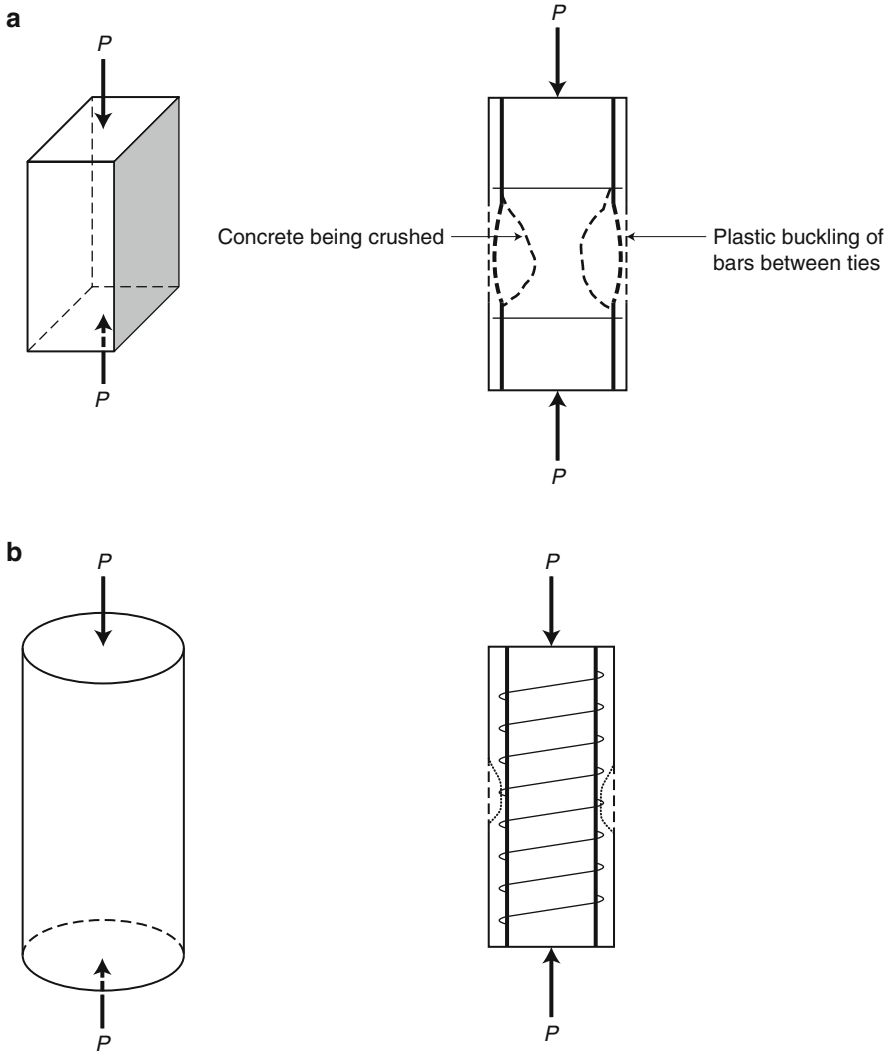 a
P
P
Concrete being crushed
Plastic buckling of
bars between ties
P
P
b
P
P
P
P